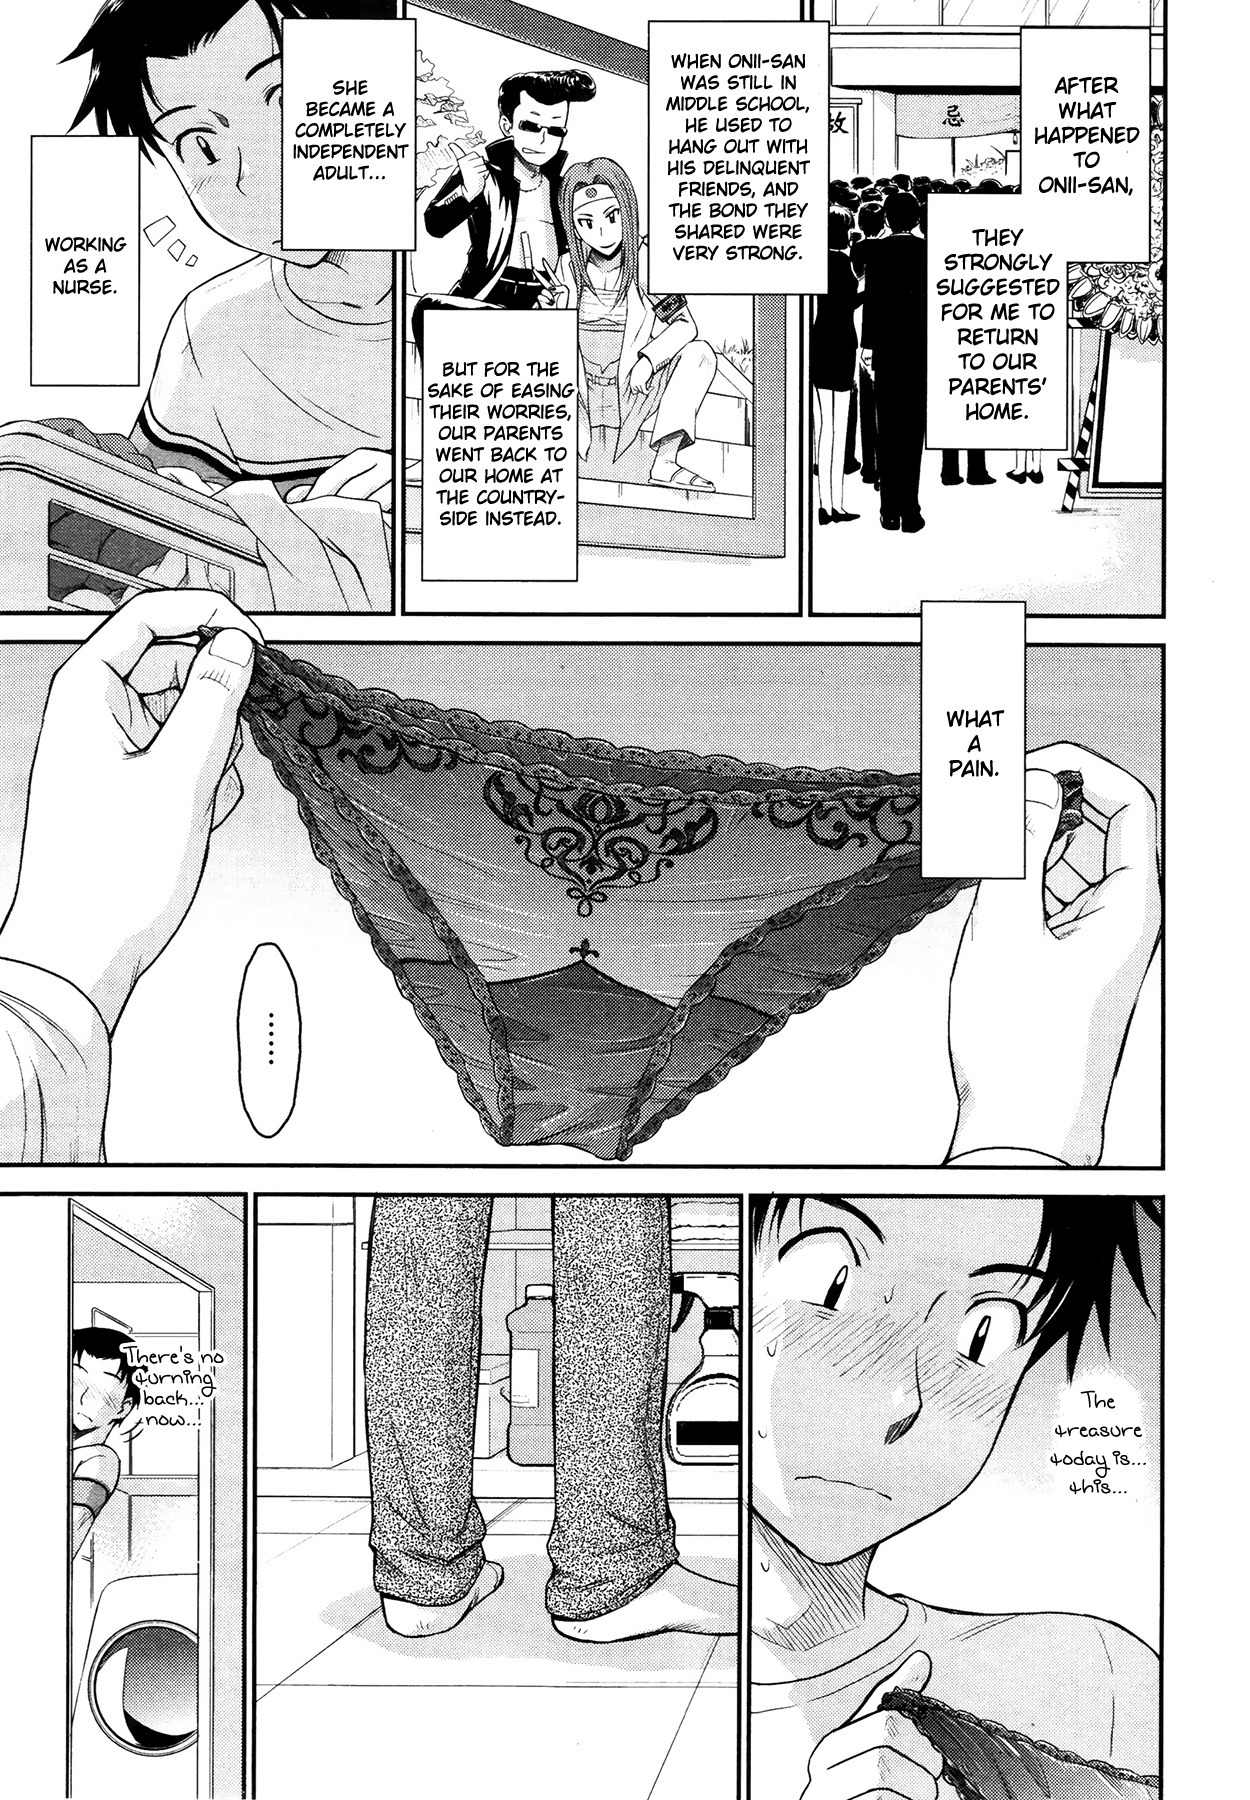 AFTER
WHAT
HAPPENED
TO
ONII-SAN,
THEY
STRONGLY
SUGGESTED
FOR ME TO
RETURN
TO OUR
PARENTS'
HOME.
忌
WHEN ONII-SAN
WAS STILL IN
MIDDLE SCHOOL,
HE USED TO
HANG OUT WITH
HIS DELINQUENT
FRIENDS, AND
THE BOND THEY
SHARED WERE
VERY STRONG.
BUT FOR THE
SAKE OF EASING
THEIR WORRIES,
OUR PARENTS
WENT BACK TO
OUR HOME AT
THE COUNTRY-
SIDE INSTEAD.
SHE
BECAME A
COMPLETELY
INDEPENDENT
ADULT...
WORKING
AS A
NURSE.
WHAT
A
PAIN.
........
The
treasure
today is...
this...
There's no
turning
back...
now..!